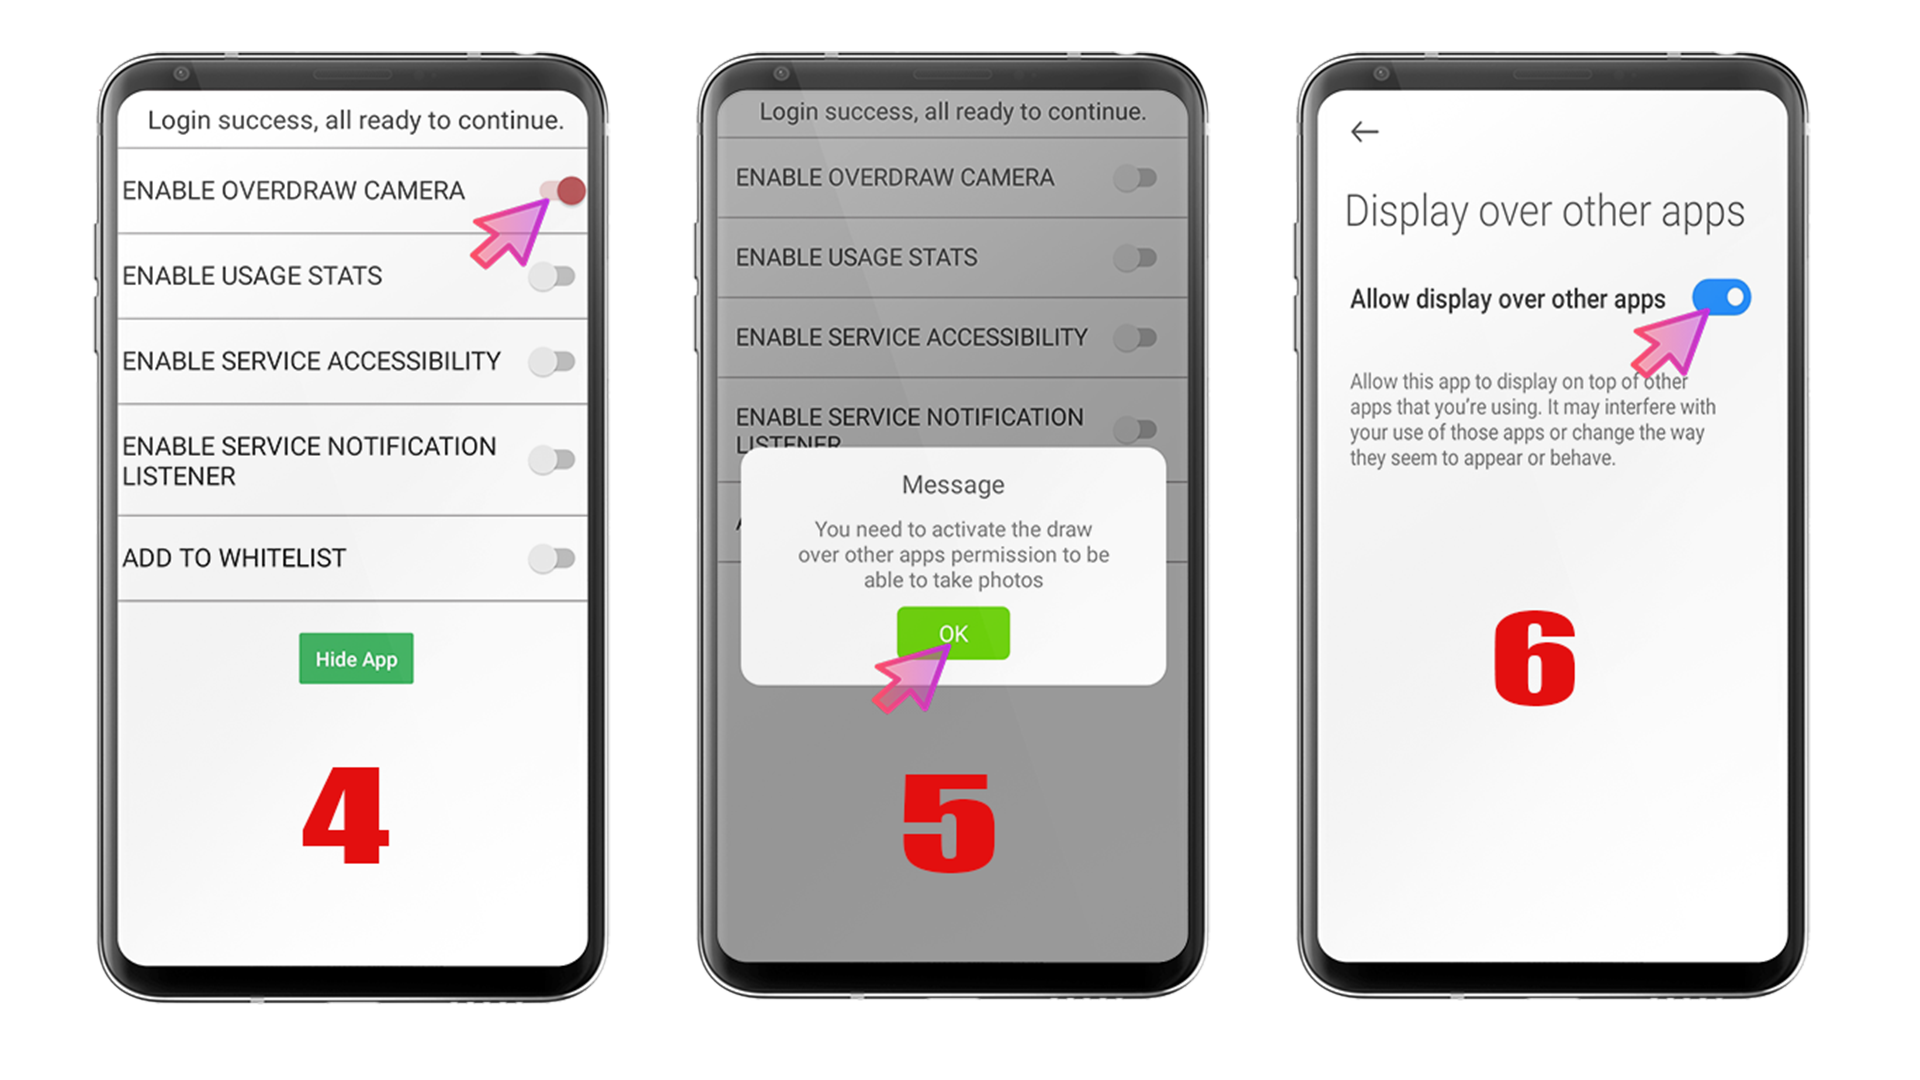 Login success, all ready to continue.
ENABLE OVERDRAW CAMERA
ENABLE USAGE STATS
ENABLE SERVICE ACCESSIBILITY
ENABLE SERVICE NOTIFICATION
LISTENER
ADD TO WHITELIST
Hide App
4
Login success, all ready to continue.
ENABLE OVERDRAW CAMERA
ENABLE USAGE STATS
ENABLE SERVICE ACCESSIBILITY
ENABLE SERVICE NOTIFICATION
LISTENER
Message
You need to activate the draw
over other apps permission to be
able to take photos
OK
5
Display over other apps
Allow display over other apps
Allow this app to display on top of other
apps that you're using. It may interfere with
your use of those apps or change the way
they seem to appear or behave.
6